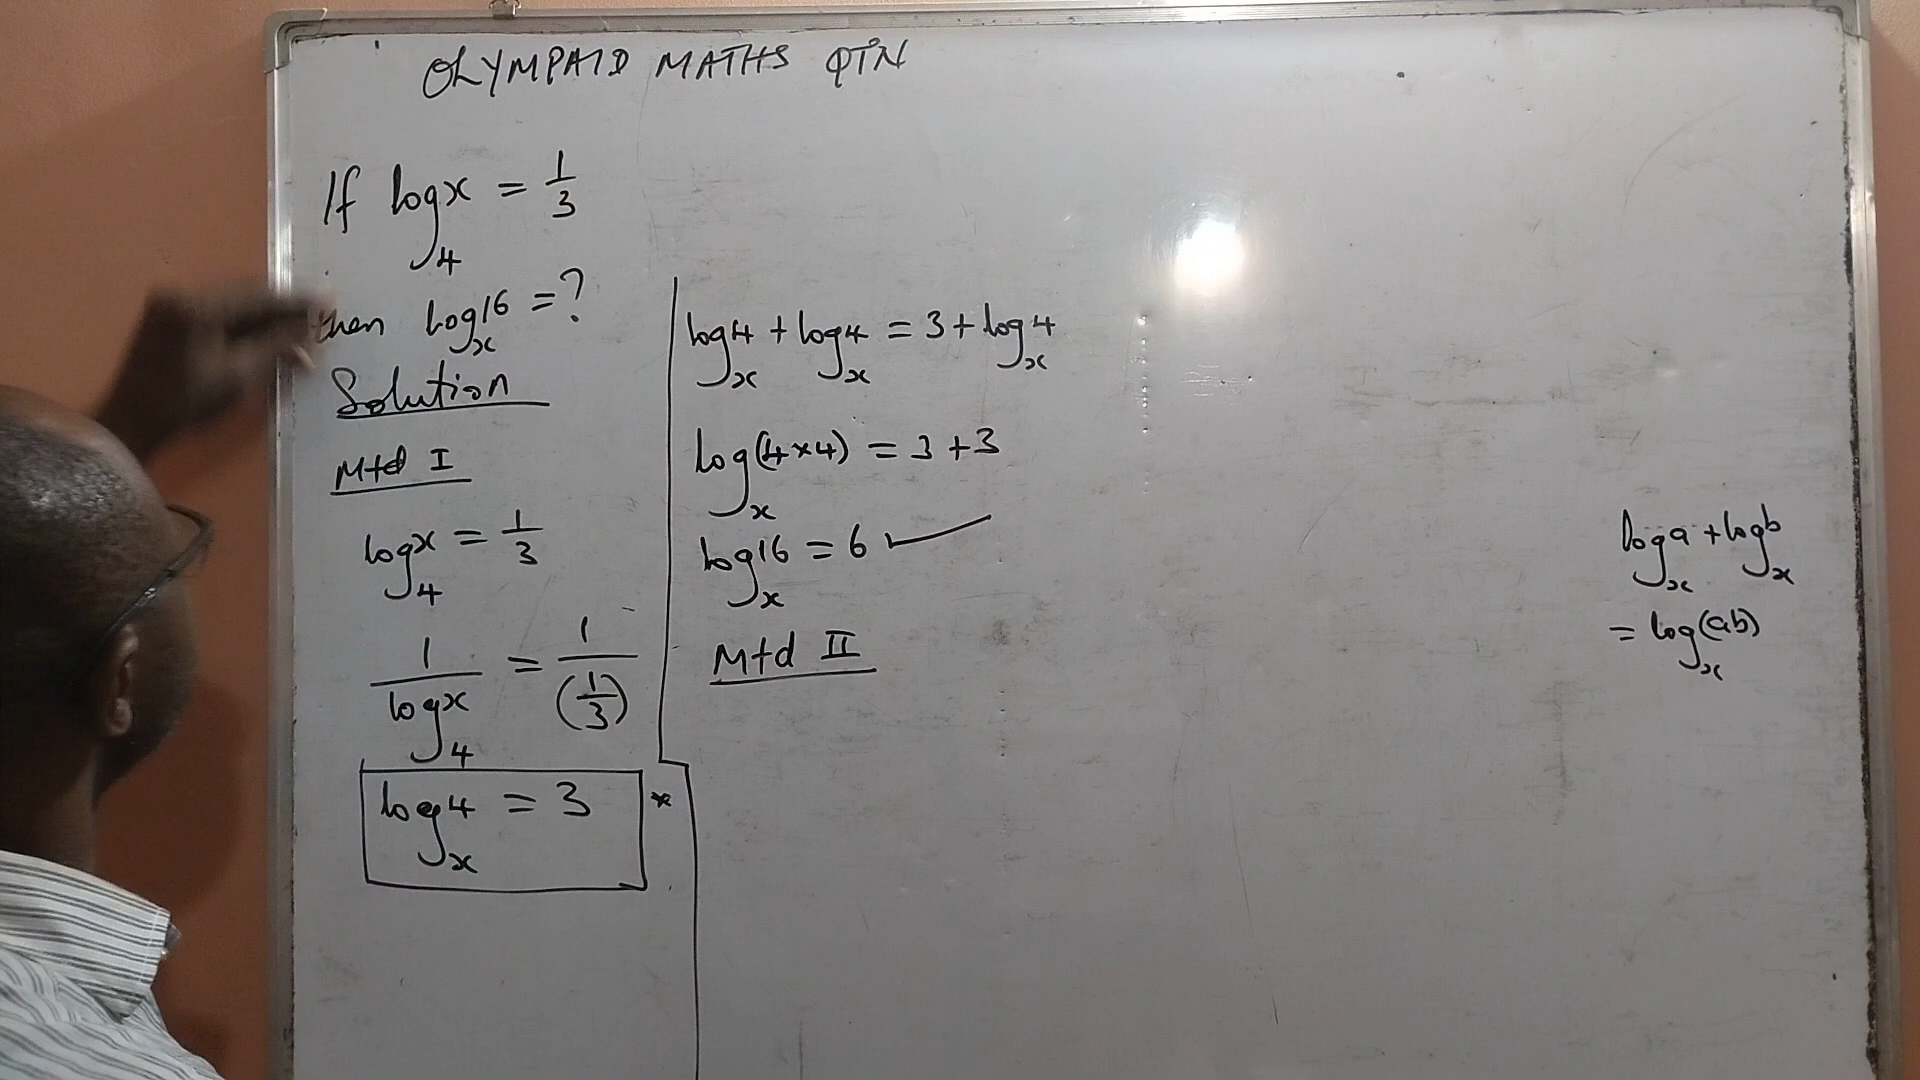 OLYMPAID MATHS QTN
If log₄x = 1/3
then logₓ16 = ?
Solution
Mtd I
log₄x = 1/3
1/log₄x = 1/(1/3)
logₓ4 = 3 *
logₓ4 + logₓ4 = 3 + logₓ4
logₓ(4×4) = 3 + 3
logₓ16 = 6 ✓
Mtd II
logₓa + logₓb
= logₓ(ab)